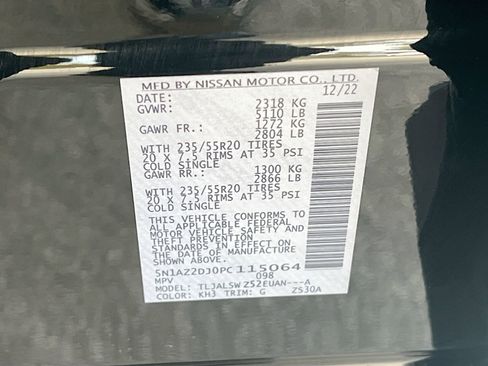 MFD BY NISSAN MOTOR CO., LTD.
DATE: 12/22
GVWR: 2318 KG
5110 LB
GAWR FR.: 1272 KG
2804 LB
WITH 235/55R20 TIRES
20 X 7.5 RIMS AT 35 PSI
COLD SINGLE
GAWR RR.: 1300 KG
2866 LB
WITH 235/55R20 TIRES
20 X 7.5 RIMS AT 35 PSI
COLD SINGLE
THIS VEHICLE CONFORMS TO
ALL APPLICABLE FEDERAL
MOTOR VEHICLE SAFETY AND
THEFT PREVENTION
STANDARDS IN EFFECT ON
THE DATE OF MANUFACTURE
SHOWN ABOVE.
5N1AZ2DJ0PC115064
MPV 098
MODEL: TLJALSWZ52EUAN---A
COLOR: KH3 TRIM: G ZS30A